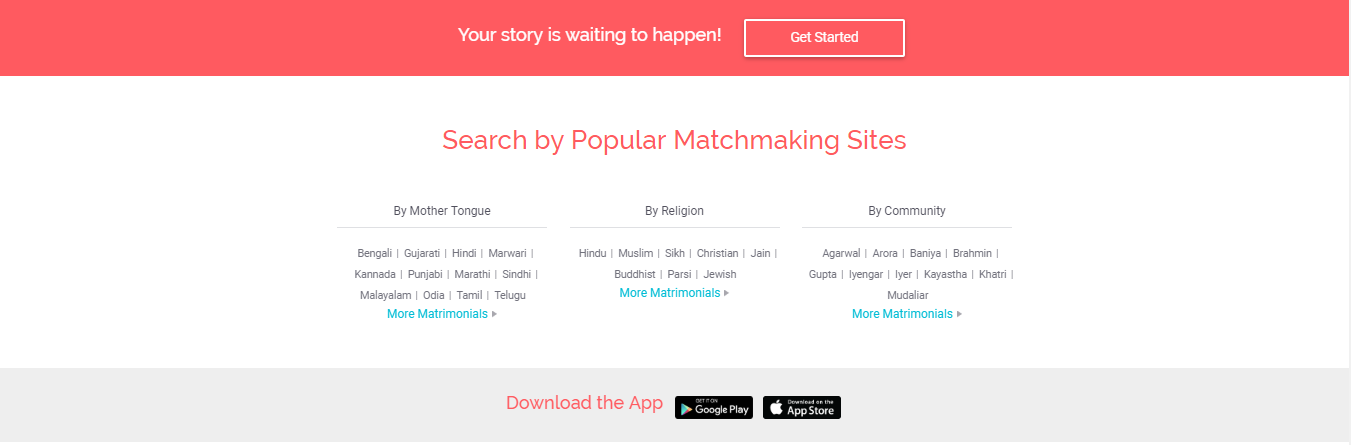 Your story is waiting to happen!
Get Started
Search by Popular Matchmaking Sites
By Mother Tongue
Bengali | Gujarati | Hindi | Marwari |
Kannada | Punjabi | Marathi | Sindhi |
Malayalam | Odia | Tamil | Telugu
More Matrimonials
By Religion
Hindu | Muslim | Sikh | Christian | Jain |
Buddhist | Parsi | Jewish
More Matrimonials
By Community
Agarwal | Arora | Baniya | Brahmin |
Gupta | Iyengar | Iyer | Kayastha | Khatri |
Mudaliar
More Matrimonials
Download the App
GET IT ON
Google Play
Download on the
App Store